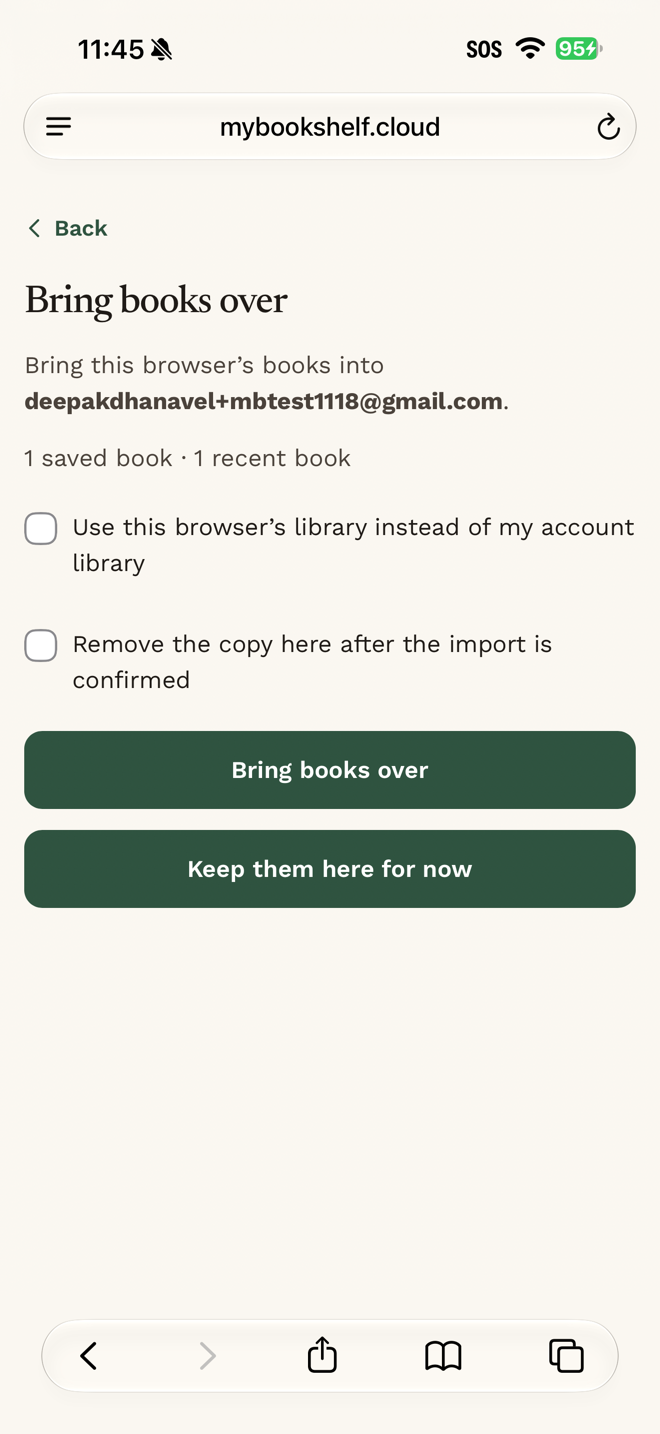 11:45
SOS
95
mybookshelf.cloud
Back
Bring books over
Bring this browser’s books into
deepakdhanavel+mbtest1118@gmail.com.
1 saved book · 1 recent book
Use this browser’s library instead of my account
library
Remove the copy here after the import is
confirmed
Bring books over
Keep them here for now